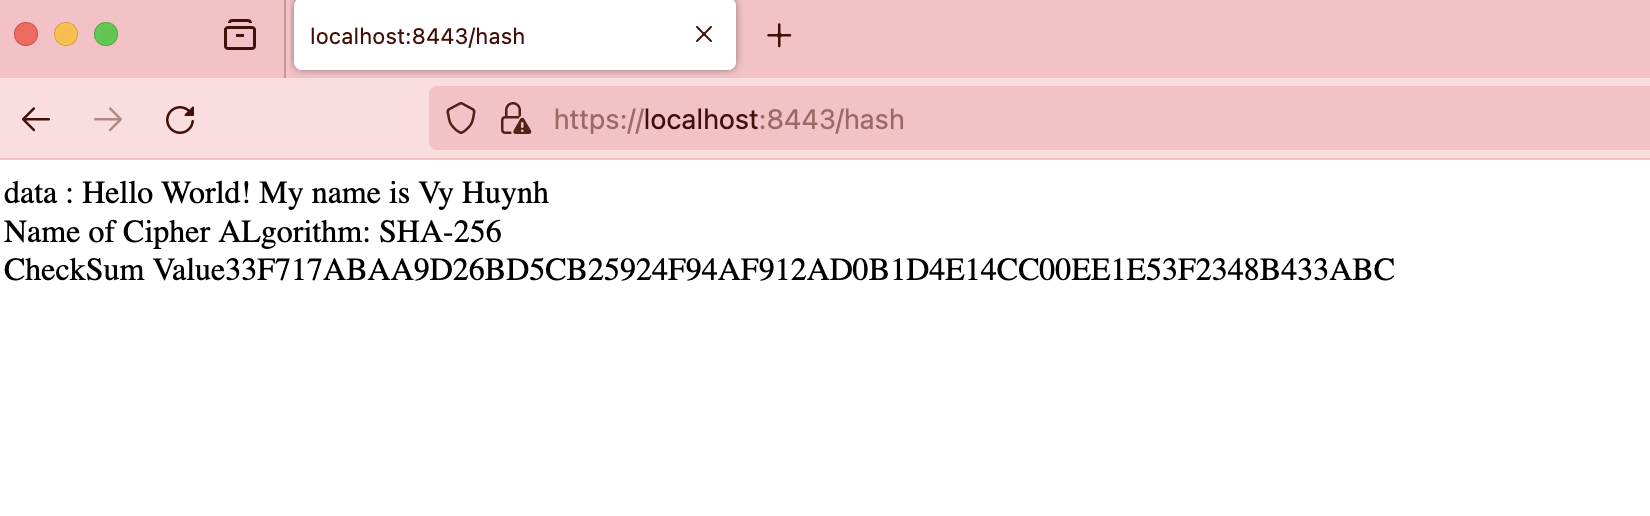 localhost:8443/hash
https://localhost:8443/hash
data : Hello World! My name is Vy Huynh
Name of Cipher ALgorithm: SHA-256
CheckSum Value33F717ABAA9D26BD5CB25924F94AF912AD0B1D4E14CC00EE1E53F2348B433ABC